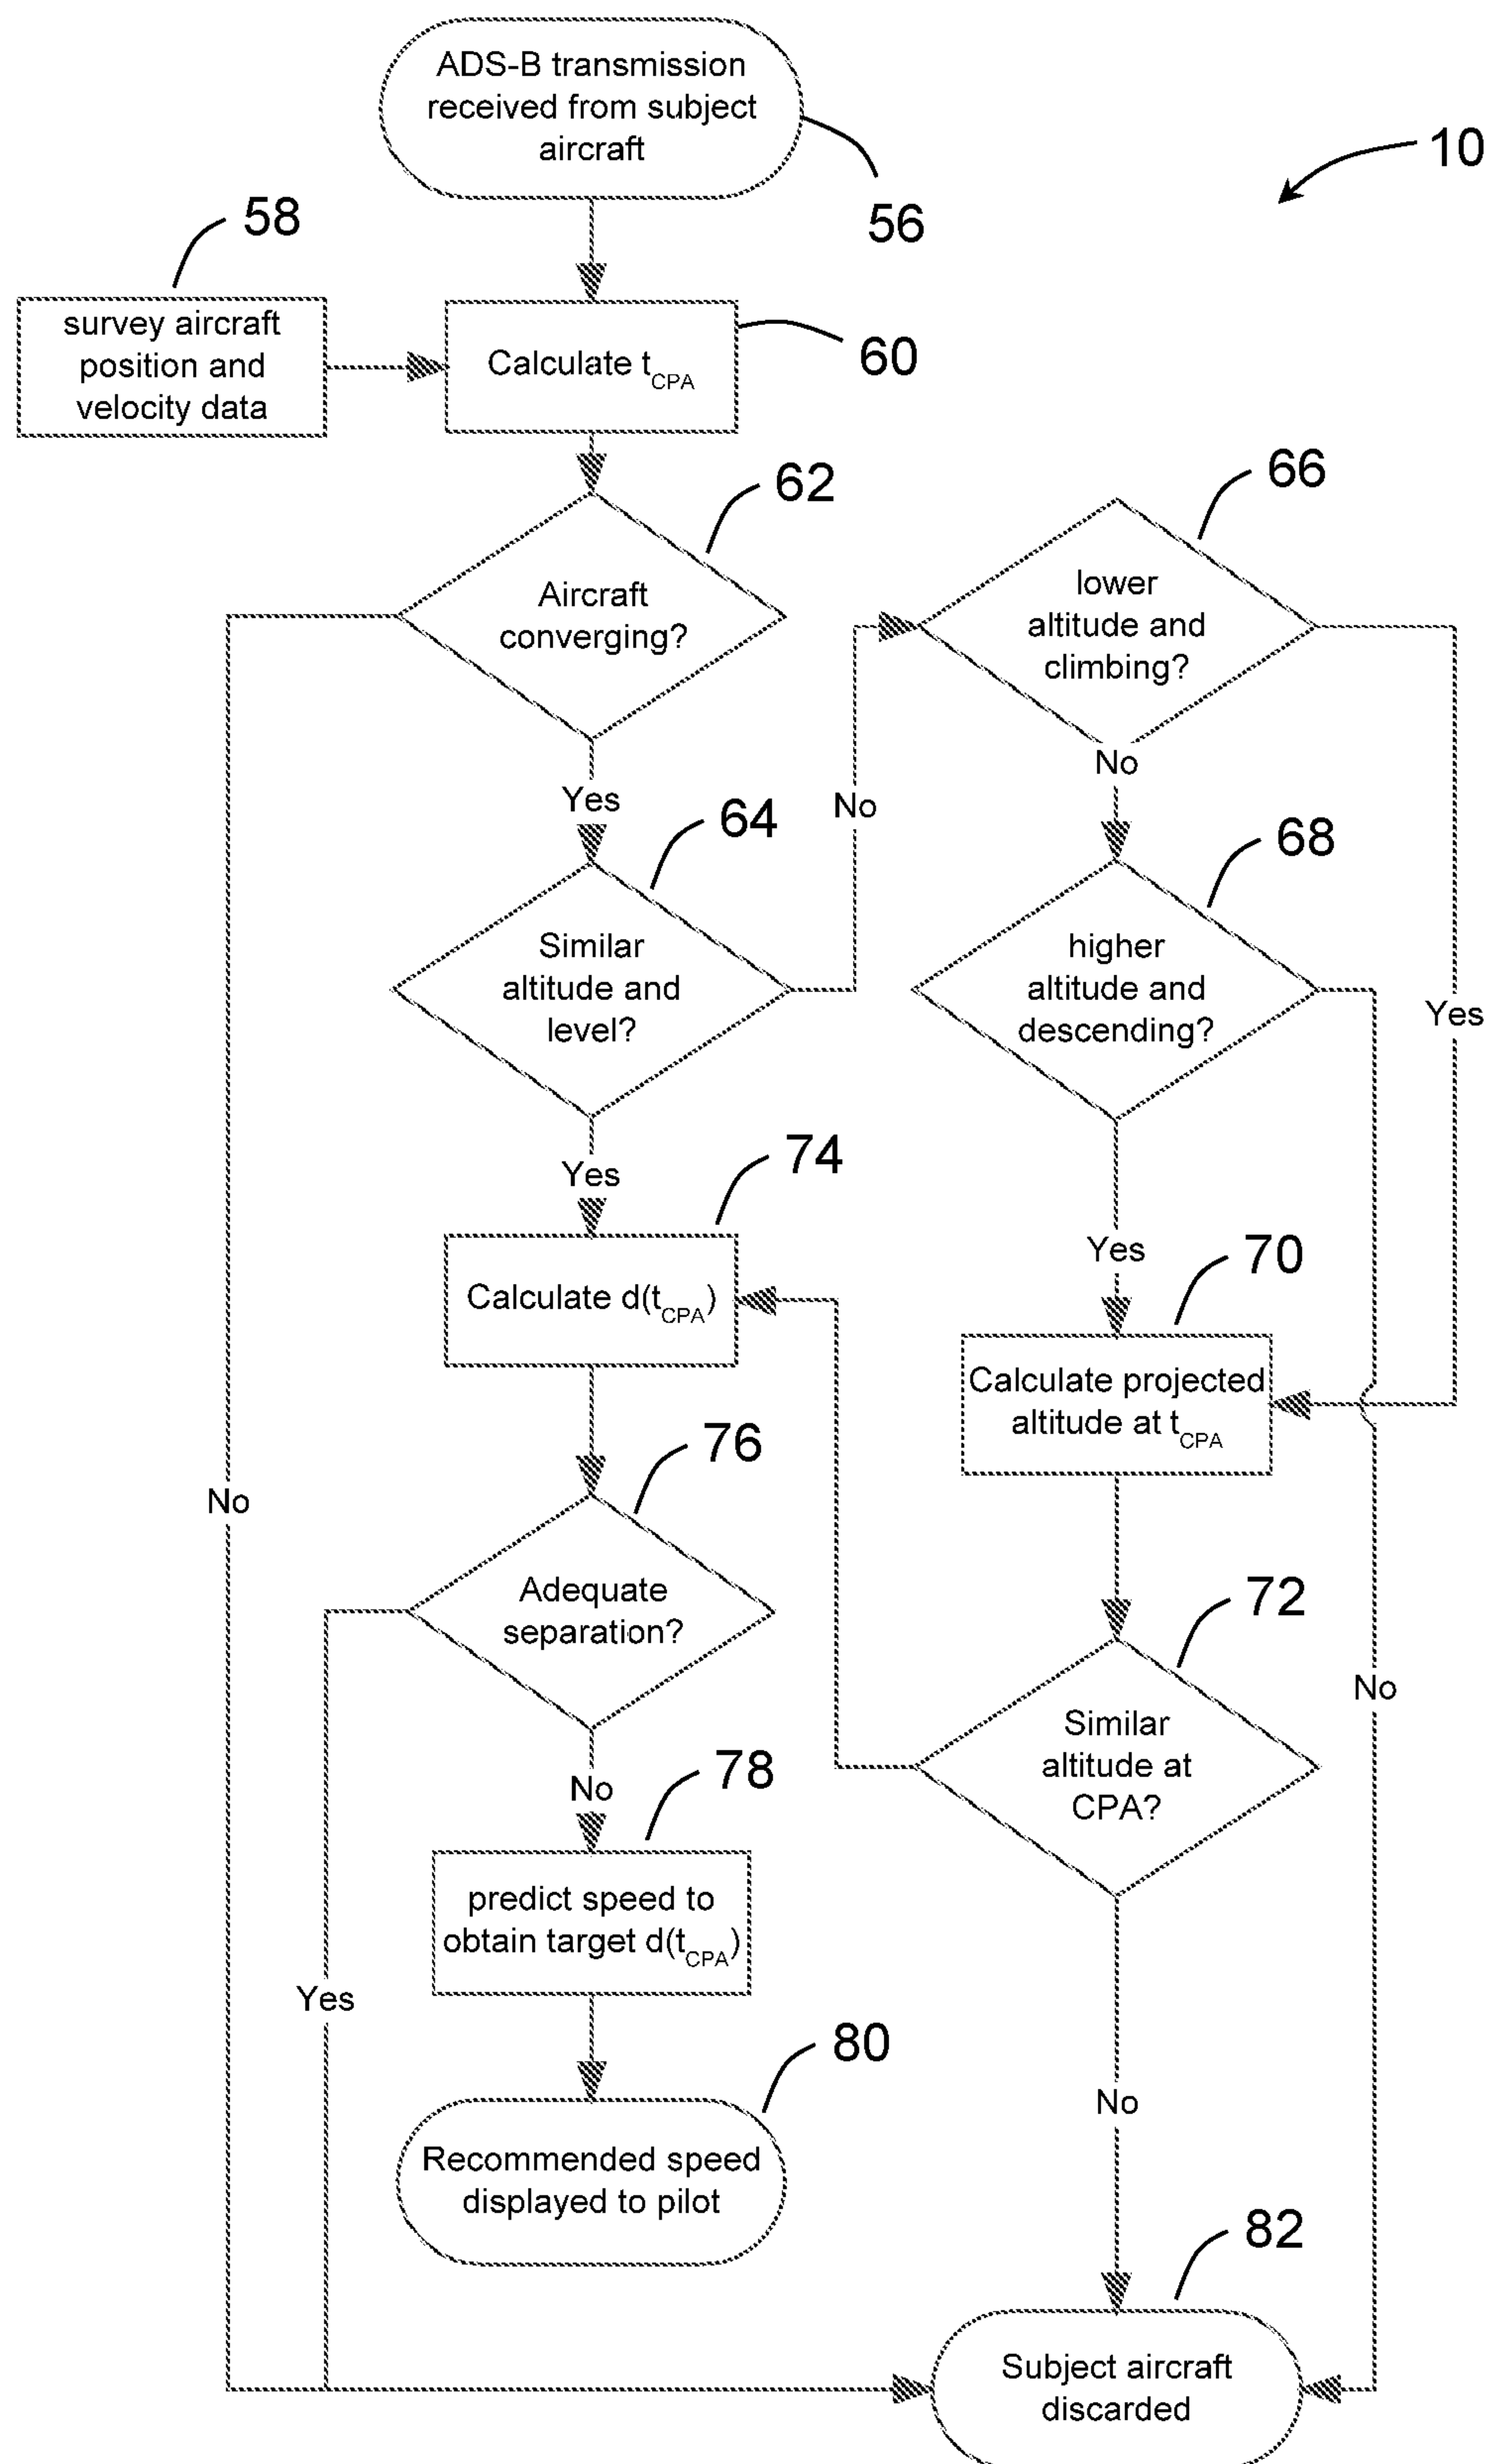 ADS-B transmission
received from subject
aircraft
10
56
58
survey aircraft
position and
velocity data
Calculate tCPA
60
62
66
Aircraft
converging?
lower
altitude and
climbing?
Yes
No
No
64
68
Similar
altitude and
level?
higher
altitude and
descending?
Yes
Yes
74
Yes
70
Calculate d(tCPA)
Calculate projected
altitude at tCPA
76
No
Adequate
separation?
72
No
Similar
altitude at
CPA?
No
78
predict speed to
obtain target d(tCPA)
Yes
80
No
Recommended speed
displayed to pilot
82
Subject aircraft
discarded